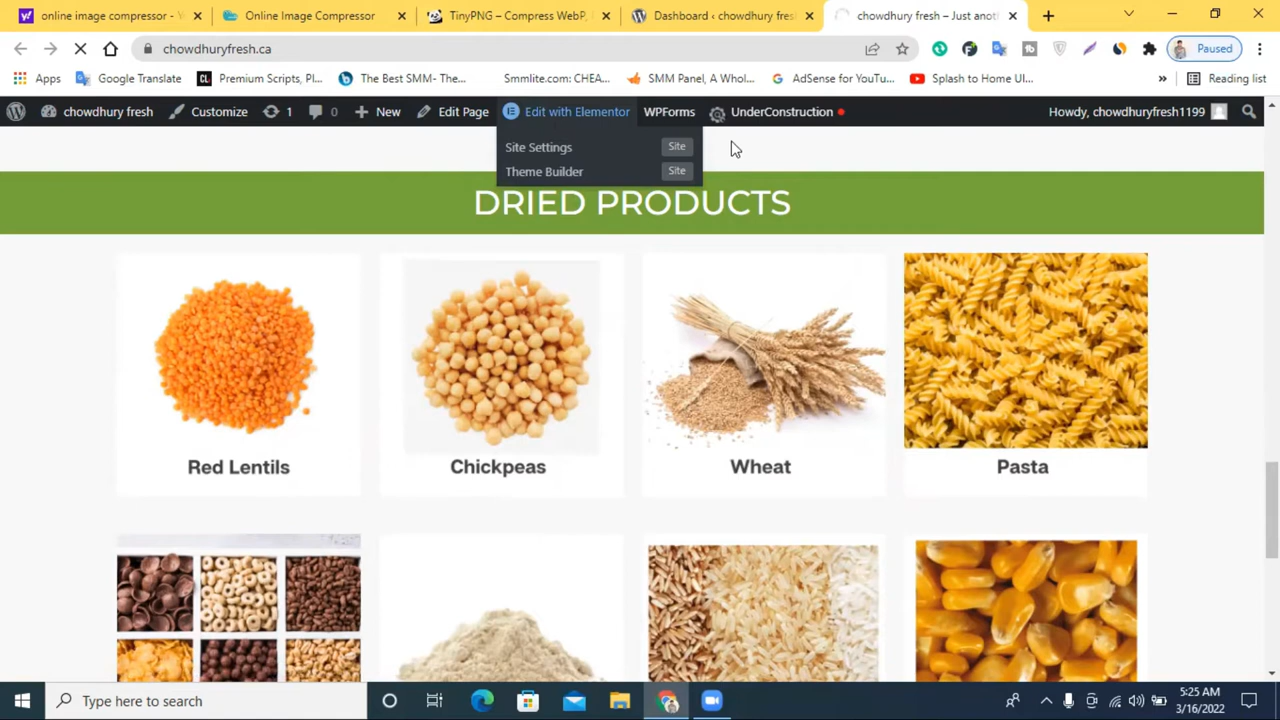 online image compressor - Y
Online Image Compressor
TinyPNG – Compress WebP, F
Dashboard ‹ chowdhury fresh
chowdhury fresh – Just anoth
chowdhuryfresh.ca
Paused
Apps
Google Translate
Premium Scripts, Pl...
The Best SMM- The...
Smmlite.com: CHEA...
SMM Panel, A Whol...
AdSense for YouTu...
Splash to Home UI...
Reading list
chowdhury fresh
Customize
1
0
New
Edit Page
Edit with Elementor
WPForms
UnderConstruction
Howdy, chowdhuryfresh1199
Site Settings
Site
Theme Builder
Site
DRIED PRODUCTS
Red Lentils
Chickpeas
Wheat
Pasta
Type here to search
5:25 AM
3/16/2022